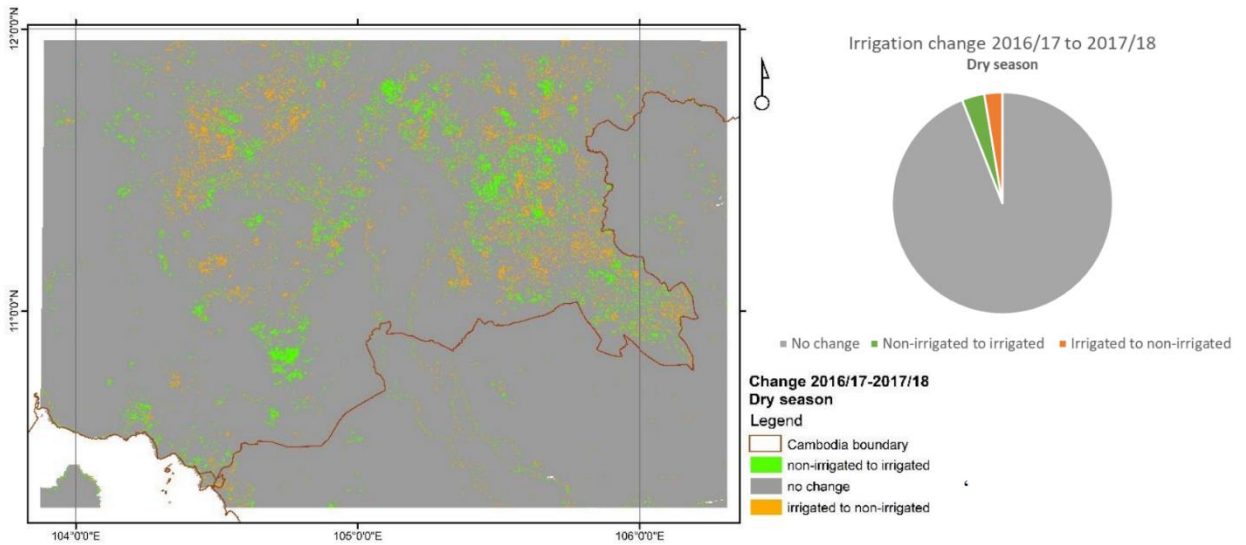 12°0'0"N
11°0'0"N
104°0'0"E
105°0'0"E
106°0'0"E
Irrigation change 2016/17 to 2017/18
Dry season
No change Non-irrigated to irrigated Irrigated to non-irrigated
Change 2016/17-2017/18
Dry season
Legend
Cambodia boundary
non-irrigated to irrigated
no change
irrigated to non-irrigated